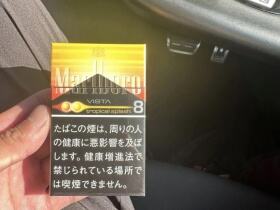 Marlboro
VISTA
tropical splash 8
たばこの煙は、周りの人
の健康に悪影響を及ぼ
します。健康増進法で
禁じられている場所で
は喫煙できません。